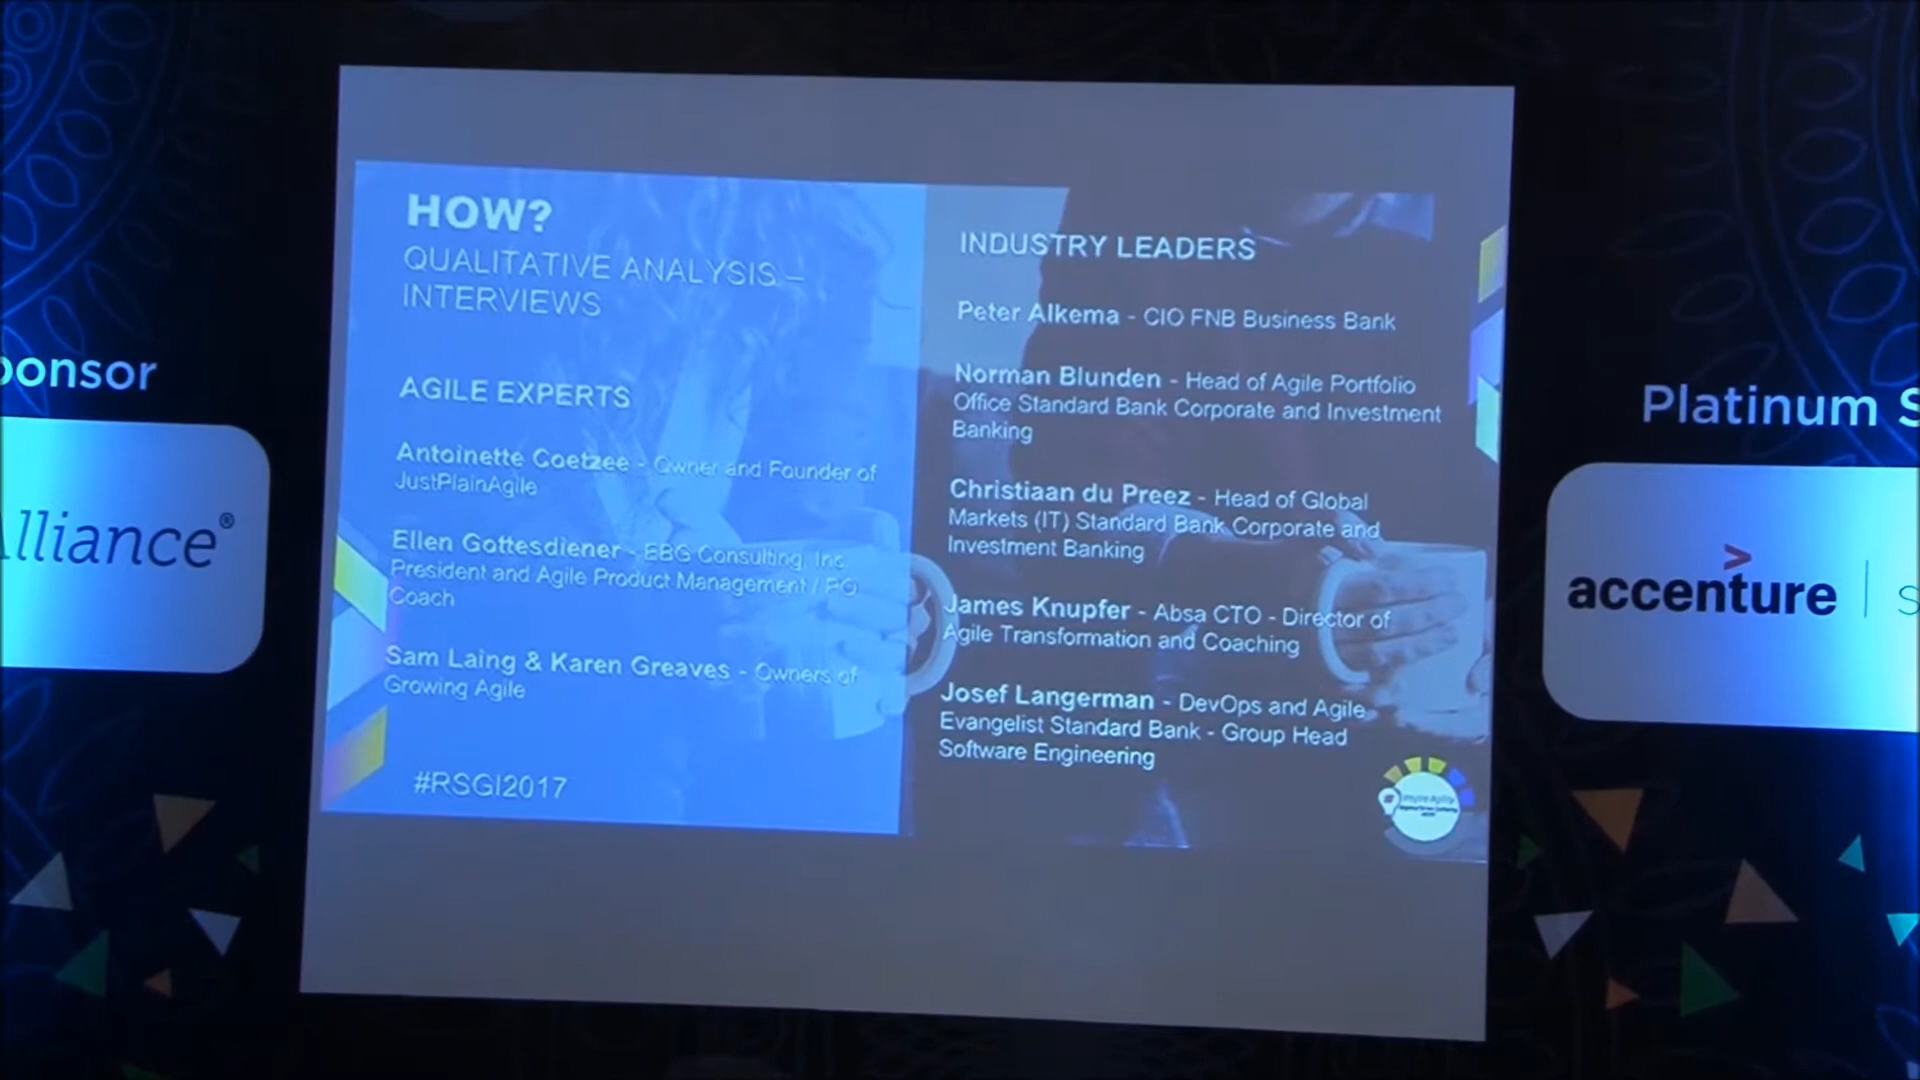 HOW?
QUALITATIVE ANALYSIS –
INTERVIEWS
AGILE EXPERTS
Antoinette Coetzee - Owner and Founder of
JustPlainAgile
Ellen Gottesdiener - EBG Consulting, Inc.
President and Agile Product Management / PO
Coach
Sam Laing & Karen Greaves - Owners of
Growing Agile
#RSGI2017
INDUSTRY LEADERS
Peter Alkema - CIO FNB Business Bank
Norman Blunden - Head of Agile Portfolio
Office Standard Bank Corporate and Investment
Banking
Christiaan du Preez - Head of Global
Markets (IT) Standard Bank Corporate and
Investment Banking
James Knupfer - Absa CTO - Director of
Agile Transformation and Coaching
Josef Langerman - DevOps and Agile
Evangelist Standard Bank - Group Head
Software Engineering
ponsor
Alliance®
Platinum S
accenture | s